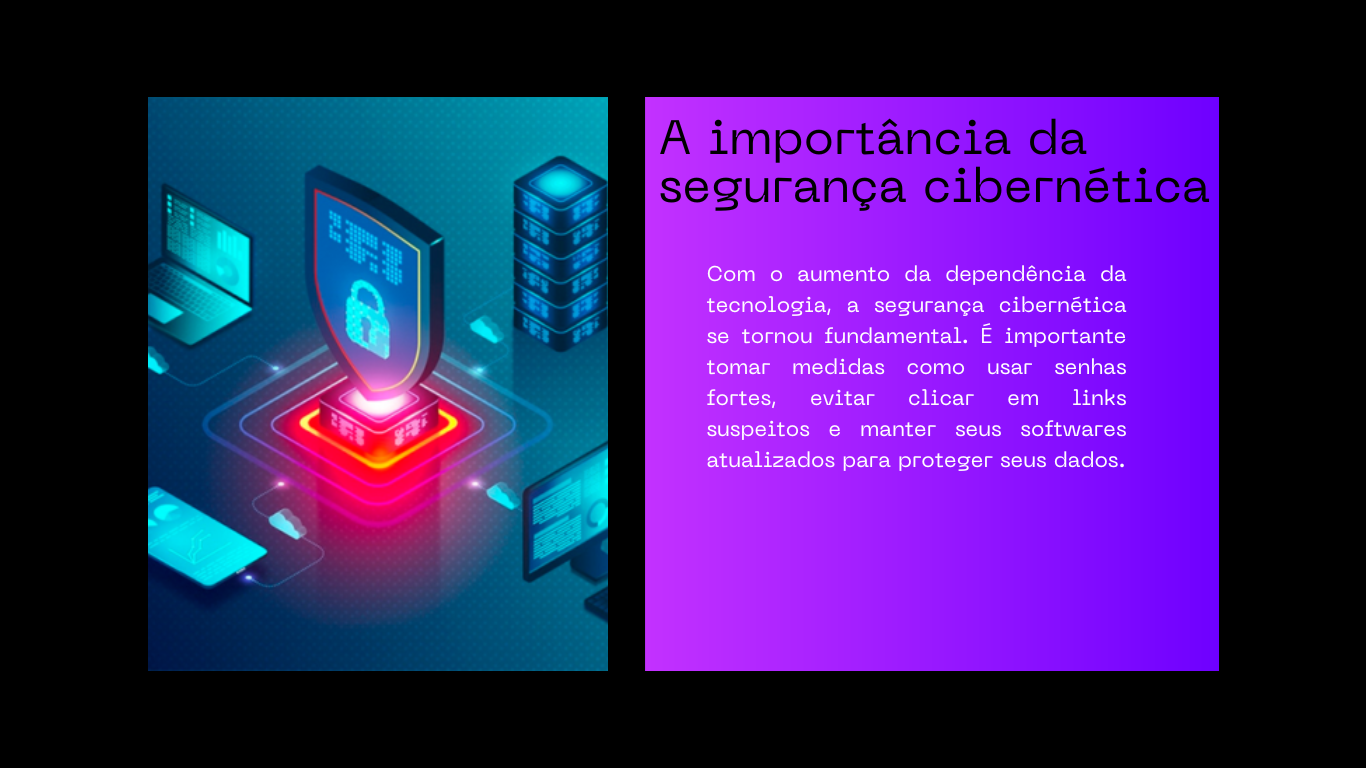 A importância da
segurança cibernética
Com o aumento da dependência da
tecnologia, a segurança cibernética
se tornou fundamental. É importante
tomar medidas como usar senhas
fortes, evitar clicar em links
suspeitos e manter seus softwares
atualizados para proteger seus dados.